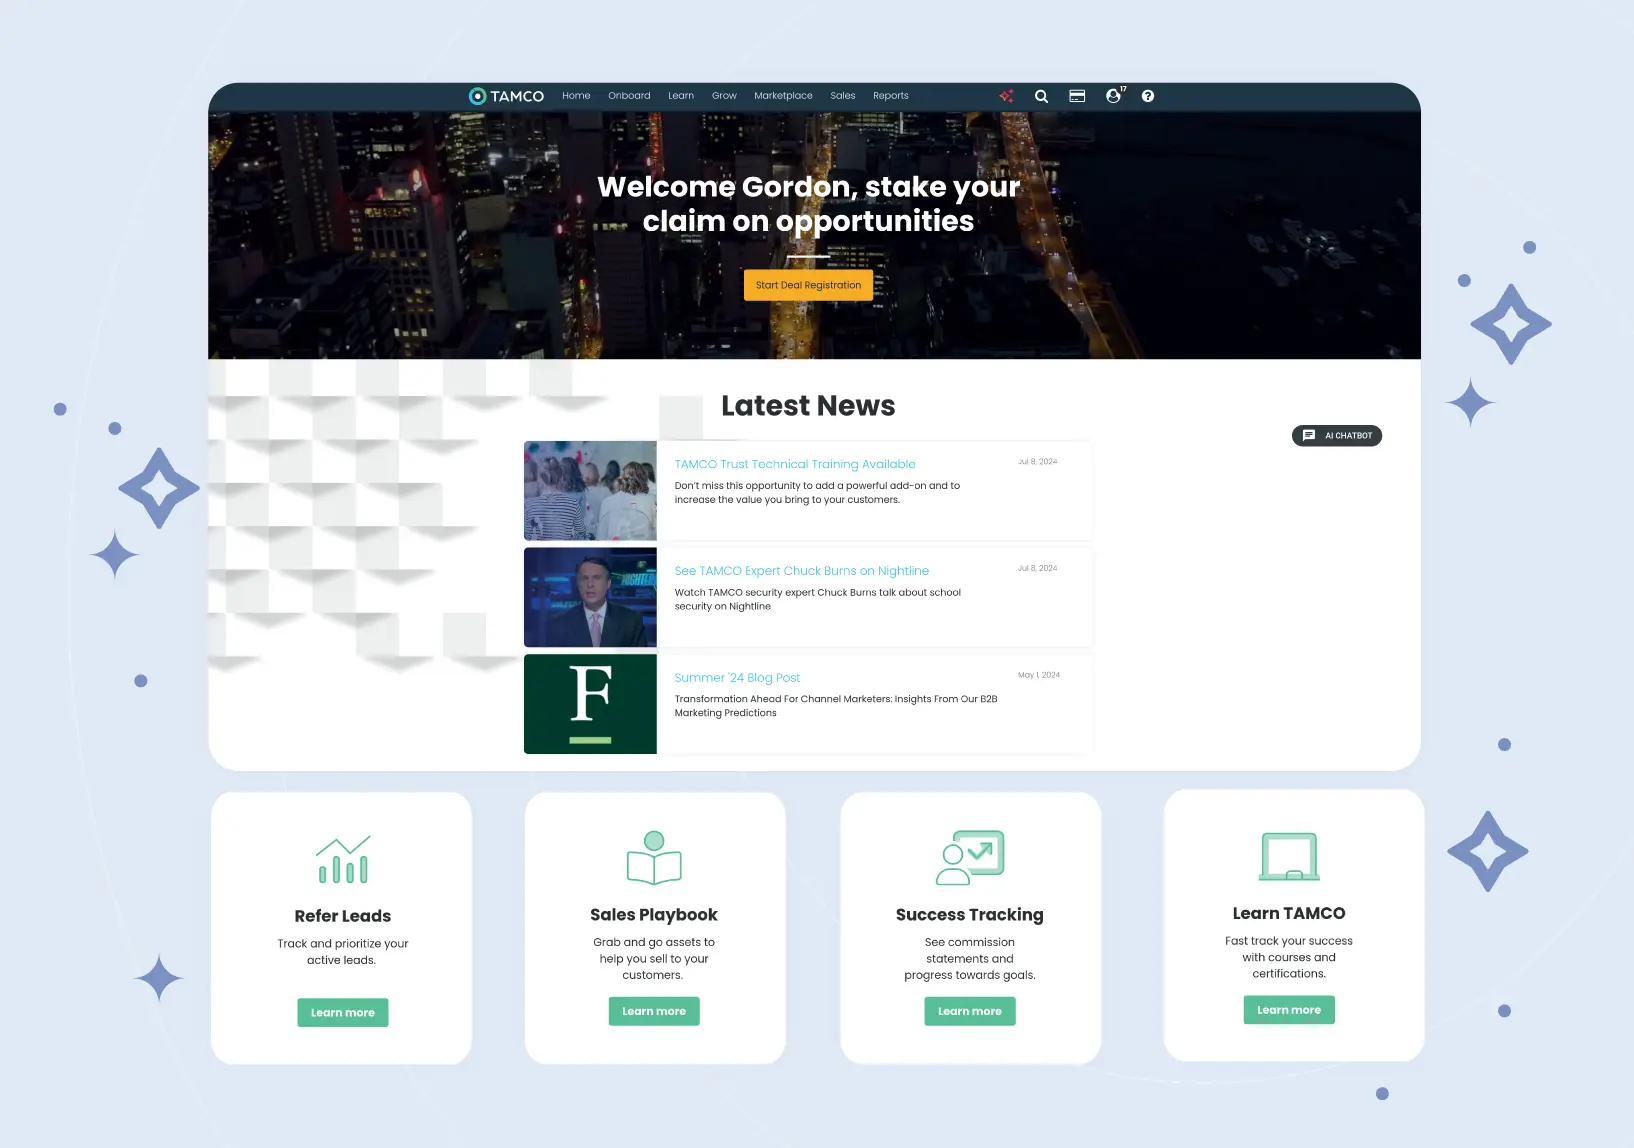 TAMCO Home Onboard Learn Grow Marketplace Sales Reports 17
Welcome Gordon, stake your
claim on opportunities
Start Deal Registration
Latest News
AI CHATBOT
TAMCO Trust Technical Training Available Jul 8, 2024
Don't miss this opportunity to add a powerful add-on and to
increase the value you bring to your customers.
See TAMCO Expert Chuck Burns on Nightline Jul 8, 2024
Watch TAMCO security expert Chuck Burns talk about school
security on Nightline
F
Summer '24 Blog Post May 1, 2024
Transformation Ahead For Channel Marketers: Insights From Our B2B
Marketing Predictions
Refer Leads
Track and prioritize your
active leads.
Learn more
Sales Playbook
Grab and go assets to
help you sell to your
customers.
Learn more
Success Tracking
See commission
statements and
progress towards goals.
Learn more
Learn TAMCO
Fast track your success
with courses and
certifications.
Learn more